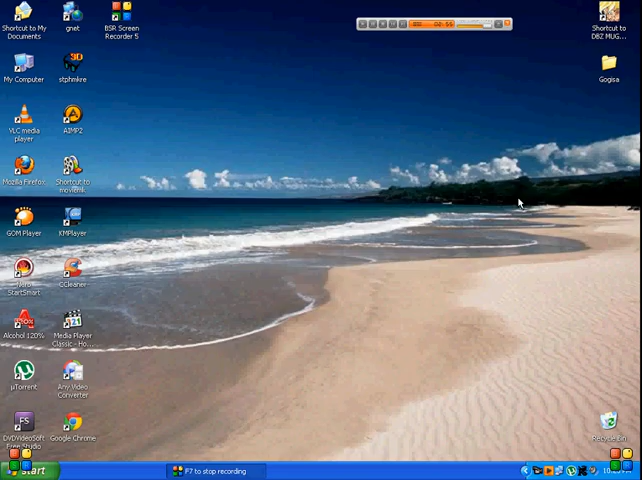 Shortcut to My
Documents
gnet
BSR Screen
Recorder 5
My Computer
stphmkre
VLC media
player
AIMP2
Mozilla Firefox
Shortcut to
moviemk
GOM Player
KMPlayer
Nero
StartSmart
CCleaner
Alcohol 120%
Media Player
Classic - Ho...
µTorrent
Any Video
Converter
DVDVideoSoft
Free Studio
Google Chrome
Shortcut to
DBZ MUG...
Gogisa
Recycle Bin
start
F7 to stop recording